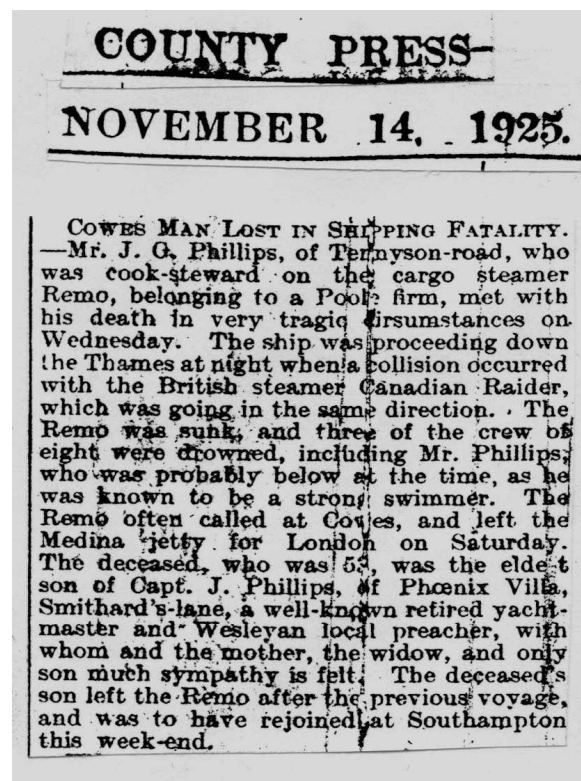 COUNTY PRESS
NOVEMBER 14, 1925.
COWES MAN LOST IN SHIPPING FATALITY.
—Mr. J. G. Phillips, of Tennyson-road, who
was cook-steward on the cargo steamer
Remo, belonging to a Poole firm, met with
his death in very tragic cirsumstances on
Wednesday. The ship was proceeding down
the Thames at night when a collision occurred
with the British steamer Canadian Raider,
which was going in the same direction. The
Remo was sunk, and three of the crew of
eight were drowned, including Mr. Phillips,
who was probably below at the time, as he
was known to be a strong swimmer. The
Remo often called at Cowes, and left the
Medina jetty for London on Saturday.
The deceased, who was was the eldest
son of Capt. J. Phillips, of Phœnix Villa,
Smithard's-lane, a well-known retired yacht-
master and Wesleyan local preacher, with
whom and the mother, the widow, and only
son much sympathy is felt. The deceased's
son left the Remo after the previous voyage,
and was to have rejoined at Southampton
this week-end.